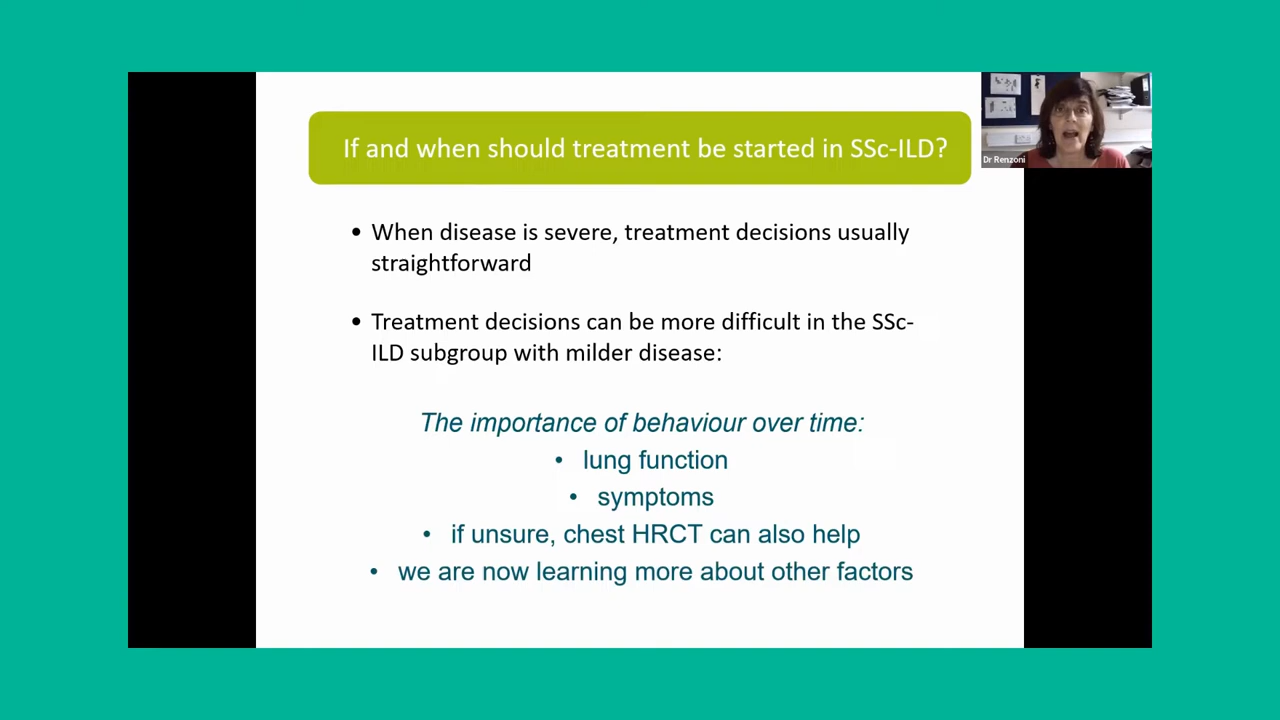 If and when should treatment be started in SSc-ILD?
Dr Renzoni
• When disease is severe, treatment decisions usually
straightforward
• Treatment decisions can be more difficult in the SSc-
ILD subgroup with milder disease:
The importance of behaviour over time:
• lung function
• symptoms
• if unsure, chest HRCT can also help
• we are now learning more about other factors